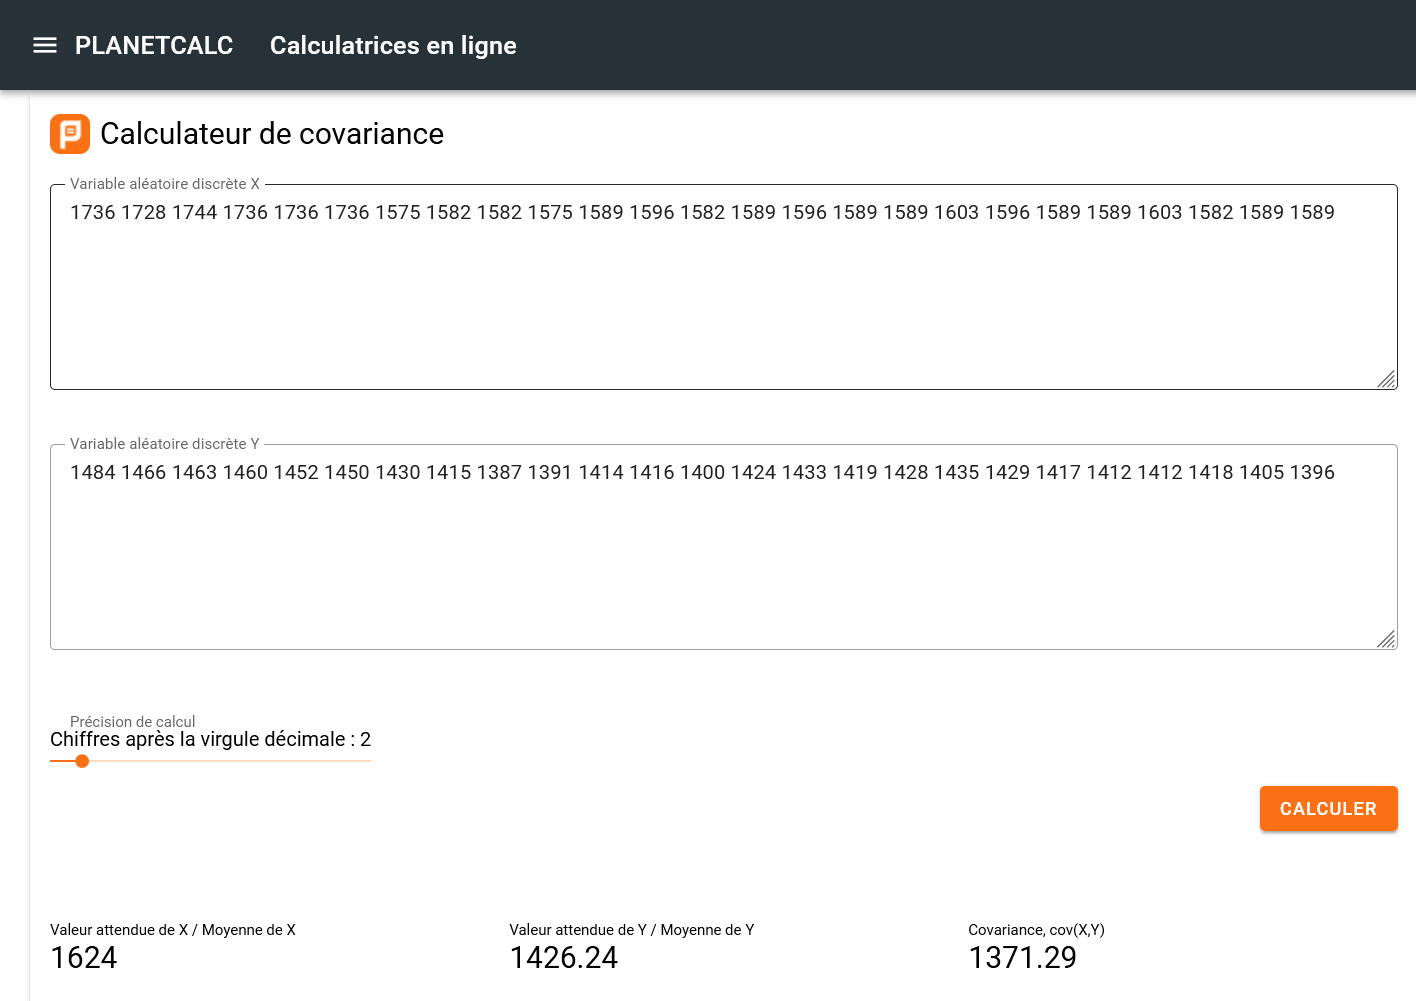 PLANETCALC Calculatrices en ligne
Calculateur de covariance
Variable aléatoire discrète X
1736 1728 1744 1736 1736 1736 1575 1582 1582 1575 1589 1596 1582 1589 1596 1589 1589 1603 1596 1589 1589 1603 1582 1589 1589
Variable aléatoire discrète Y
1484 1466 1463 1460 1452 1450 1430 1415 1387 1391 1414 1416 1400 1424 1433 1419 1428 1435 1429 1417 1412 1412 1418 1405 1396
Précision de calcul
Chiffres après la virgule décimale : 2
CALCULER
Valeur attendue de X / Moyenne de X
1624
Valeur attendue de Y / Moyenne de Y
1426.24
Covariance, cov(X,Y)
1371.29